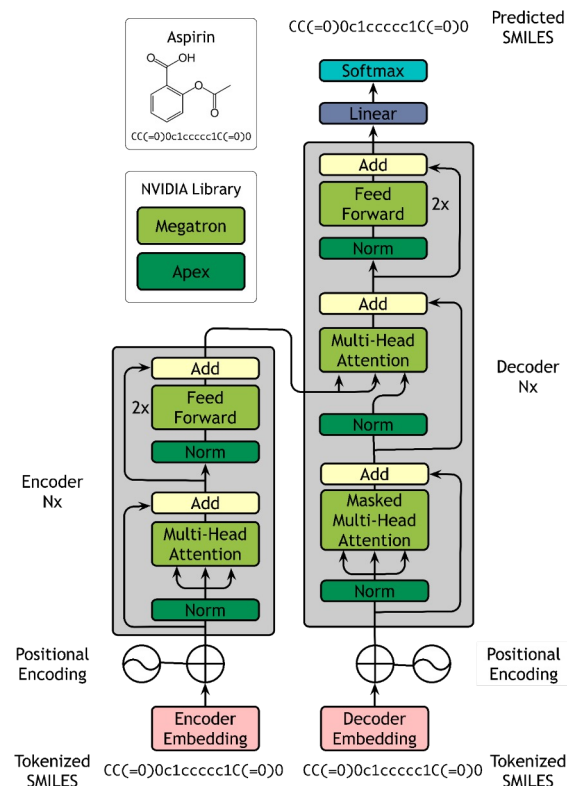 CC(=O)Oc1ccccc1C(=O)O
Predicted
SMILES
Aspirin
OH
O
O
O
CC(=O)Oc1ccccc1C(=O)O
NVIDIA Library
Megatron
Apex
Softmax
Linear
Add
Feed
Forward
2x
Norm
Add
Multi-Head
Attention
Norm
Add
Masked
Multi-Head
Attention
Norm
Decoder
Nx
Add
Feed
Forward
2x
Norm
Add
Multi-Head
Attention
Norm
Encoder
Nx
Positional
Encoding
Positional
Encoding
Encoder
Embedding
Decoder
Embedding
Tokenized
SMILES
CC(=O)Oc1ccccc1C(=O)O
CC(=O)Oc1ccccc1C(=O)O
Tokenized
SMILES